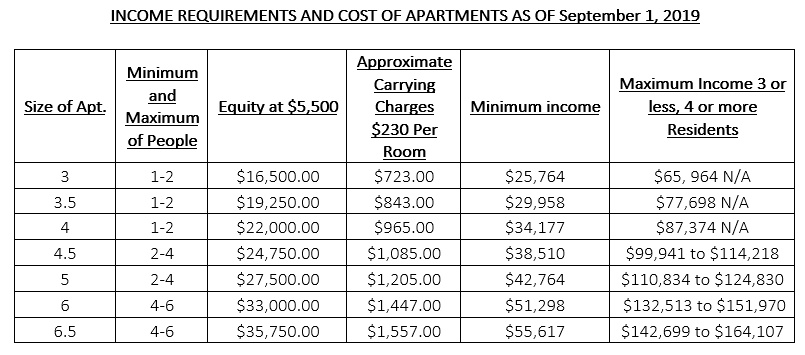 INCOME REQUIREMENTS AND COST OF APARTMENTS AS OF September 1, 2019
Size of Apt.
Minimum
and
Maximum
of People
Equity at $5,500
Approximate
Carrying
Charges
$230 Per
Room
Minimum income
Maximum Income 3 or
less, 4 or more
Residents
3 1-2 $16,500.00 $723.00 $25,764 $65, 964 N/A
3.5 1-2 $19,250.00 $843.00 $29,958 $77,698 N/A
4 1-2 $22,000.00 $965.00 $34,177 $87,374 N/A
4.5 2-4 $24,750.00 $1,085.00 $38,510 $99,941 to $114,218
5 2-4 $27,500.00 $1,205.00 $42,764 $110,834 to $124,830
6 4-6 $33,000.00 $1,447.00 $51,298 $132,513 to $151,970
6.5 4-6 $35,750.00 $1,557.00 $55,617 $142,699 to $164,107